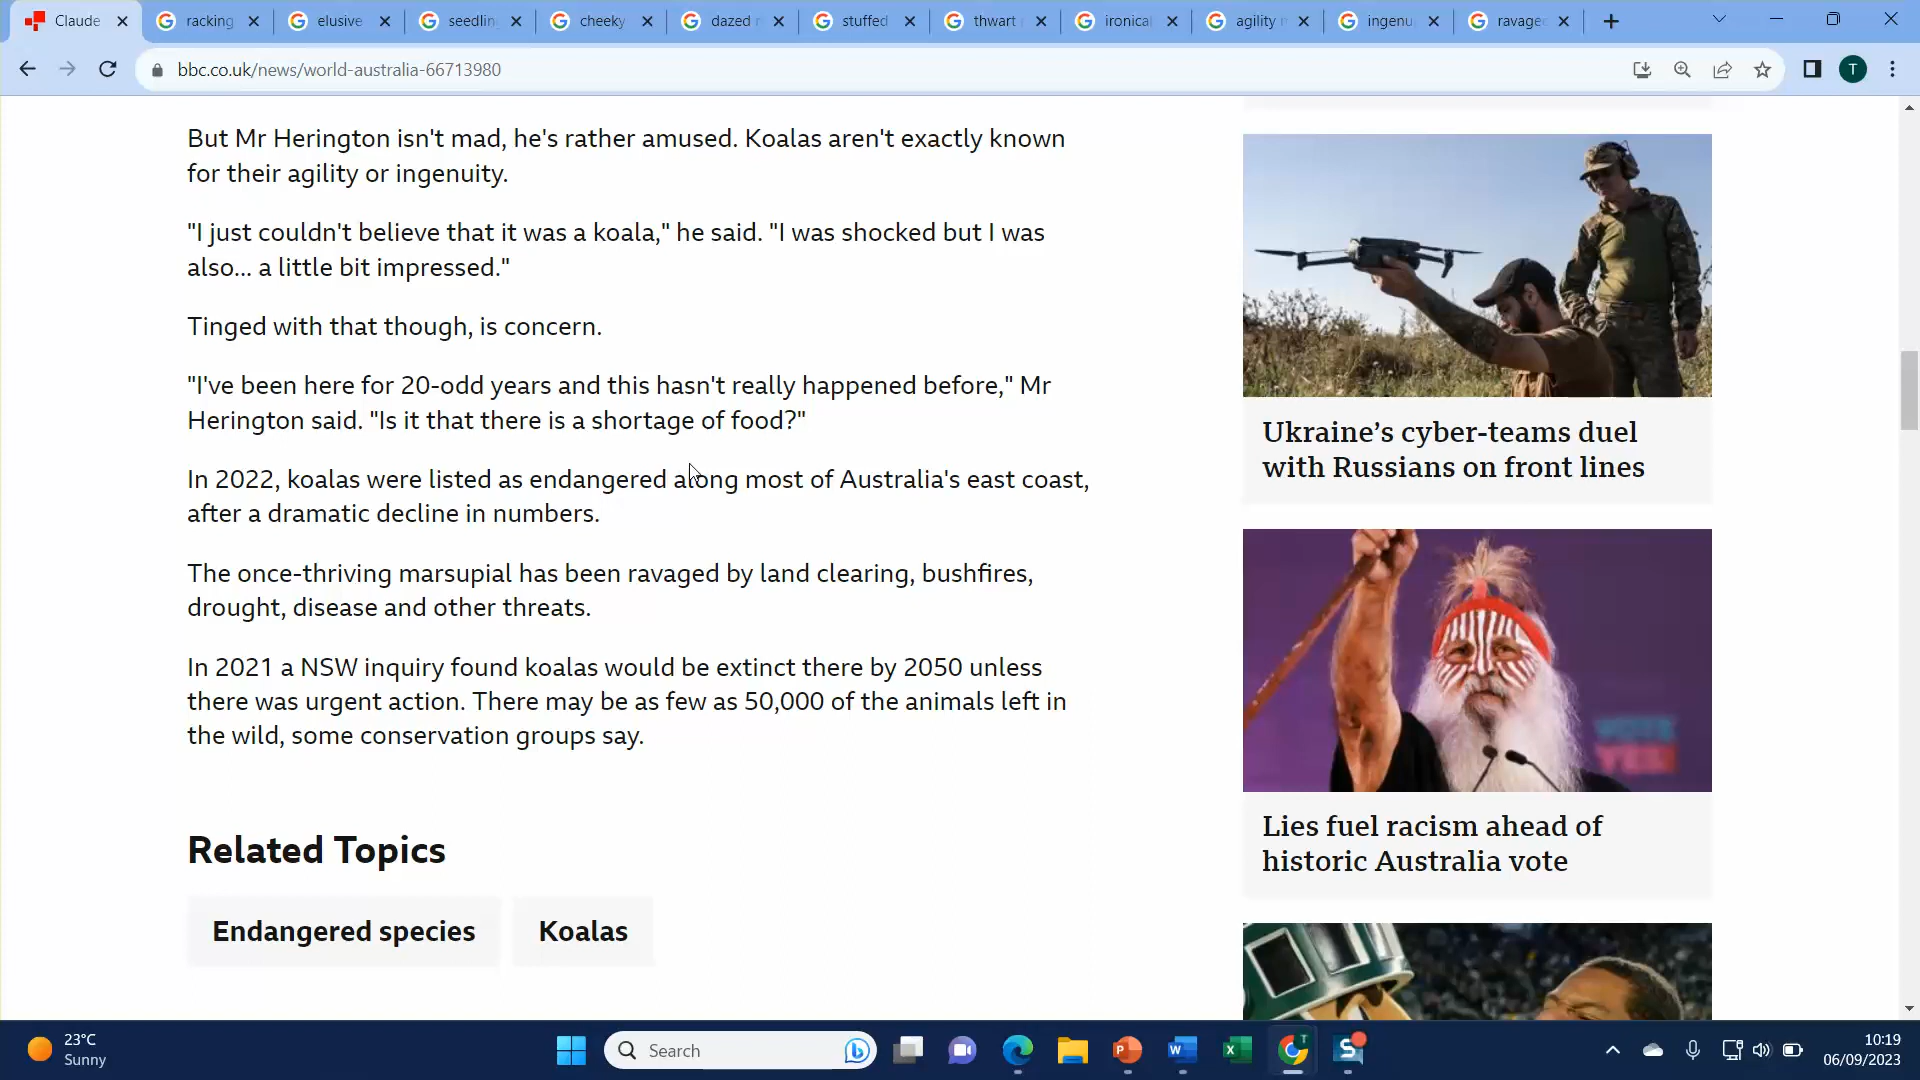 Claude
racking
elusive
seedlin
cheeky
dazed
stuffed
thwart
ironical
agility
ingenu
ravage
bbc.co.uk/news/world-australia-66713980
T
But Mr Herington isn't mad, he's rather amused. Koalas aren't exactly known
for their agility or ingenuity.
"I just couldn't believe that it was a koala," he said. "I was shocked but I was
also... a little bit impressed."
Tinged with that though, is concern.
"I've been here for 20-odd years and this hasn't really happened before," Mr
Herington said. "Is it that there is a shortage of food?"
In 2022, koalas were listed as endangered along most of Australia's east coast,
after a dramatic decline in numbers.
The once-thriving marsupial has been ravaged by land clearing, bushfires,
drought, disease and other threats.
In 2021 a NSW inquiry found koalas would be extinct there by 2050 unless
there was urgent action. There may be as few as 50,000 of the animals left in
the wild, some conservation groups say.
Related Topics
Endangered species
Koalas
Ukraine's cyber-teams duel
with Russians on front lines
VOTE
YES!
Lies fuel racism ahead of
historic Australia vote
23°C
Sunny
Search
10:19
06/09/2023